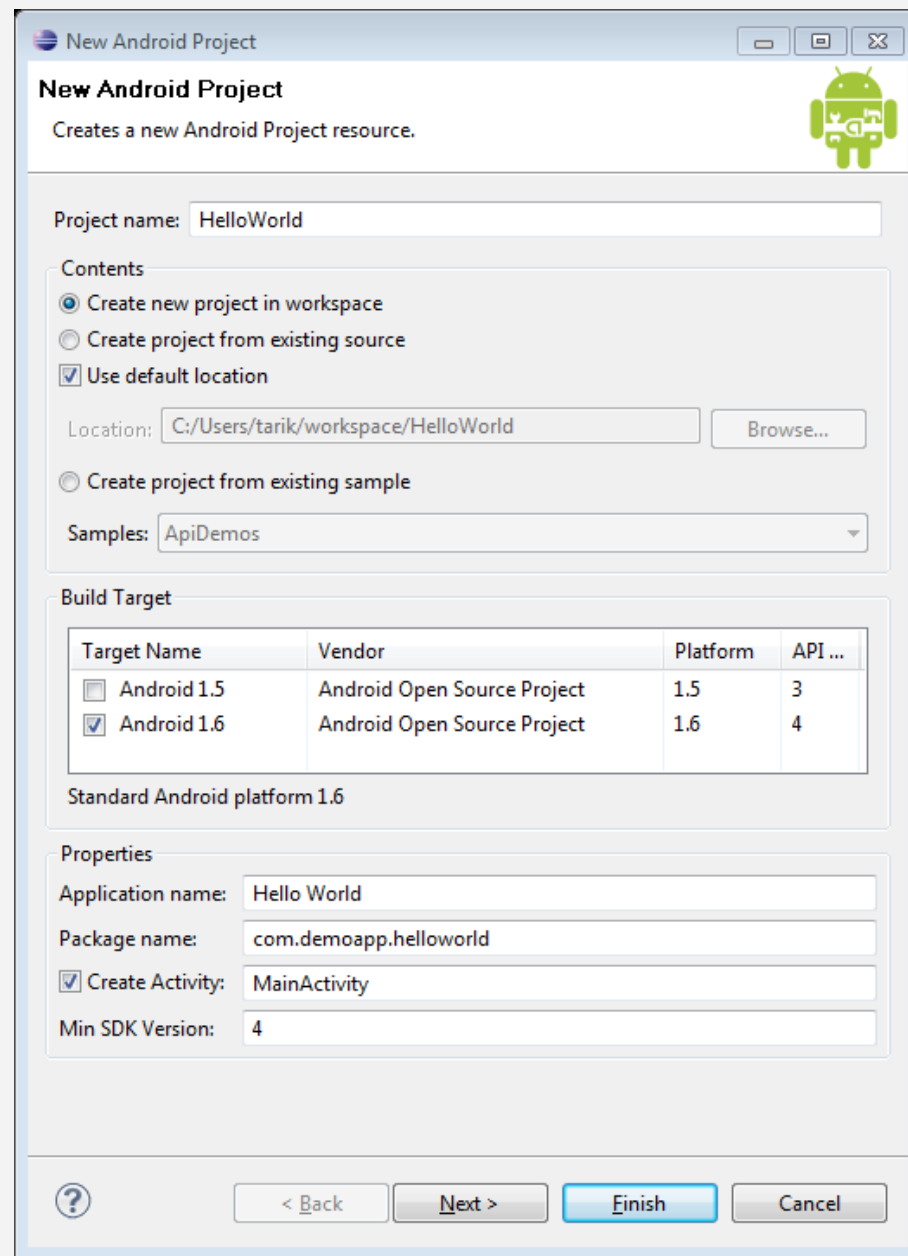 New Android Project
New Android Project
Creates a new Android Project resource.
Project name: HelloWorld
Contents
Create new project in workspace
Create project from existing source
Use default location
Location: C:/Users/tarik/workspace/HelloWorld Browse...
Create project from existing sample
Samples: ApiDemos
Build Target
Target Name Vendor Platform API ...
Android 1.5 Android Open Source Project 1.5 3
Android 1.6 Android Open Source Project 1.6 4
Standard Android platform 1.6
Properties
Application name: Hello World
Package name: com.demoapp.helloworld
Create Activity: MainActivity
Min SDK Version: 4
? < Back Next > Finish Cancel